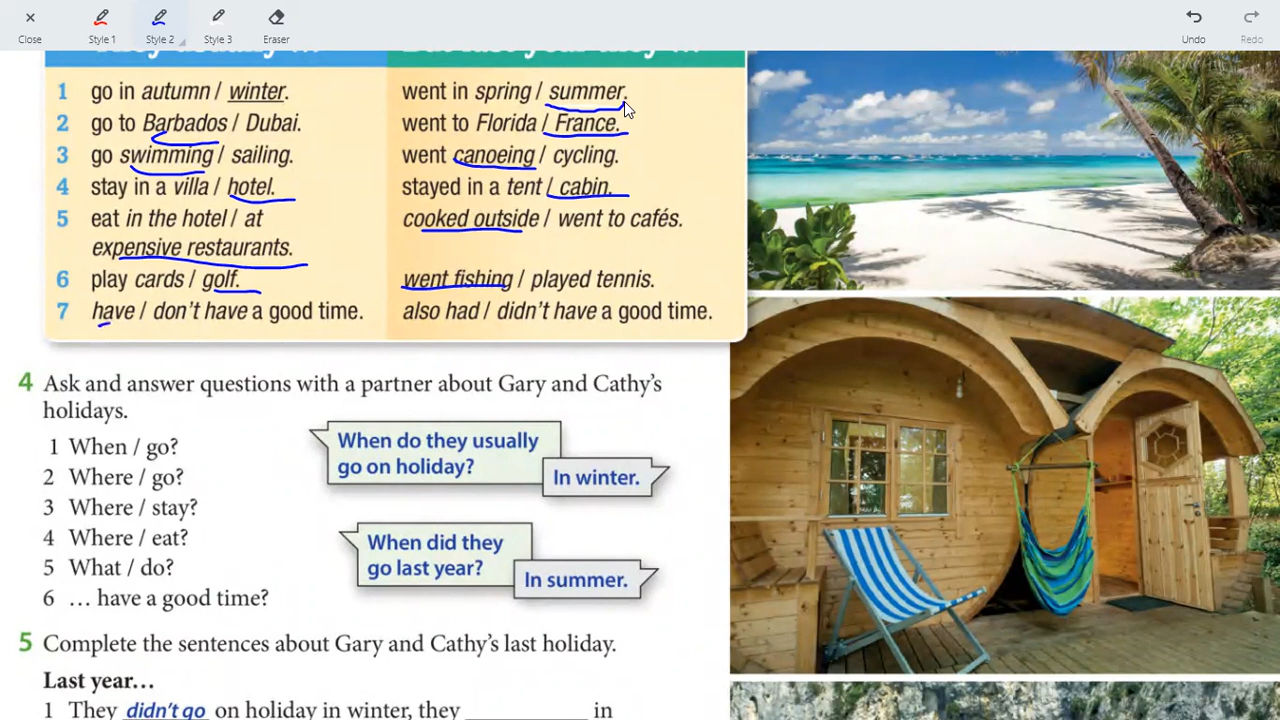 Close
Style 1
Style 2
Style 3
Eraser
Undo
Redo
1 go in autumn / winter. went in spring / summer.
2 go to Barbados / Dubai. went to Florida / France.
3 go swimming / sailing. went canoeing / cycling.
4 stay in a villa / hotel. stayed in a tent / cabin.
5 eat in the hotel / at cooked outside / went to cafés.
expensive restaurants.
6 play cards / golf. went fishing / played tennis.
7 have / don't have a good time. also had / didn't have a good time.
4 Ask and answer questions with a partner about Gary and Cathy's
holidays.
1 When / go?
2 Where / go?
3 Where / stay?
4 Where / eat?
5 What / do?
6 … have a good time?
When do they usually
go on holiday?
In winter.
When did they
go last year?
In summer.
5 Complete the sentences about Gary and Cathy's last holiday.
Last year…
1 They didn't go on holiday in winter, they ____________ in